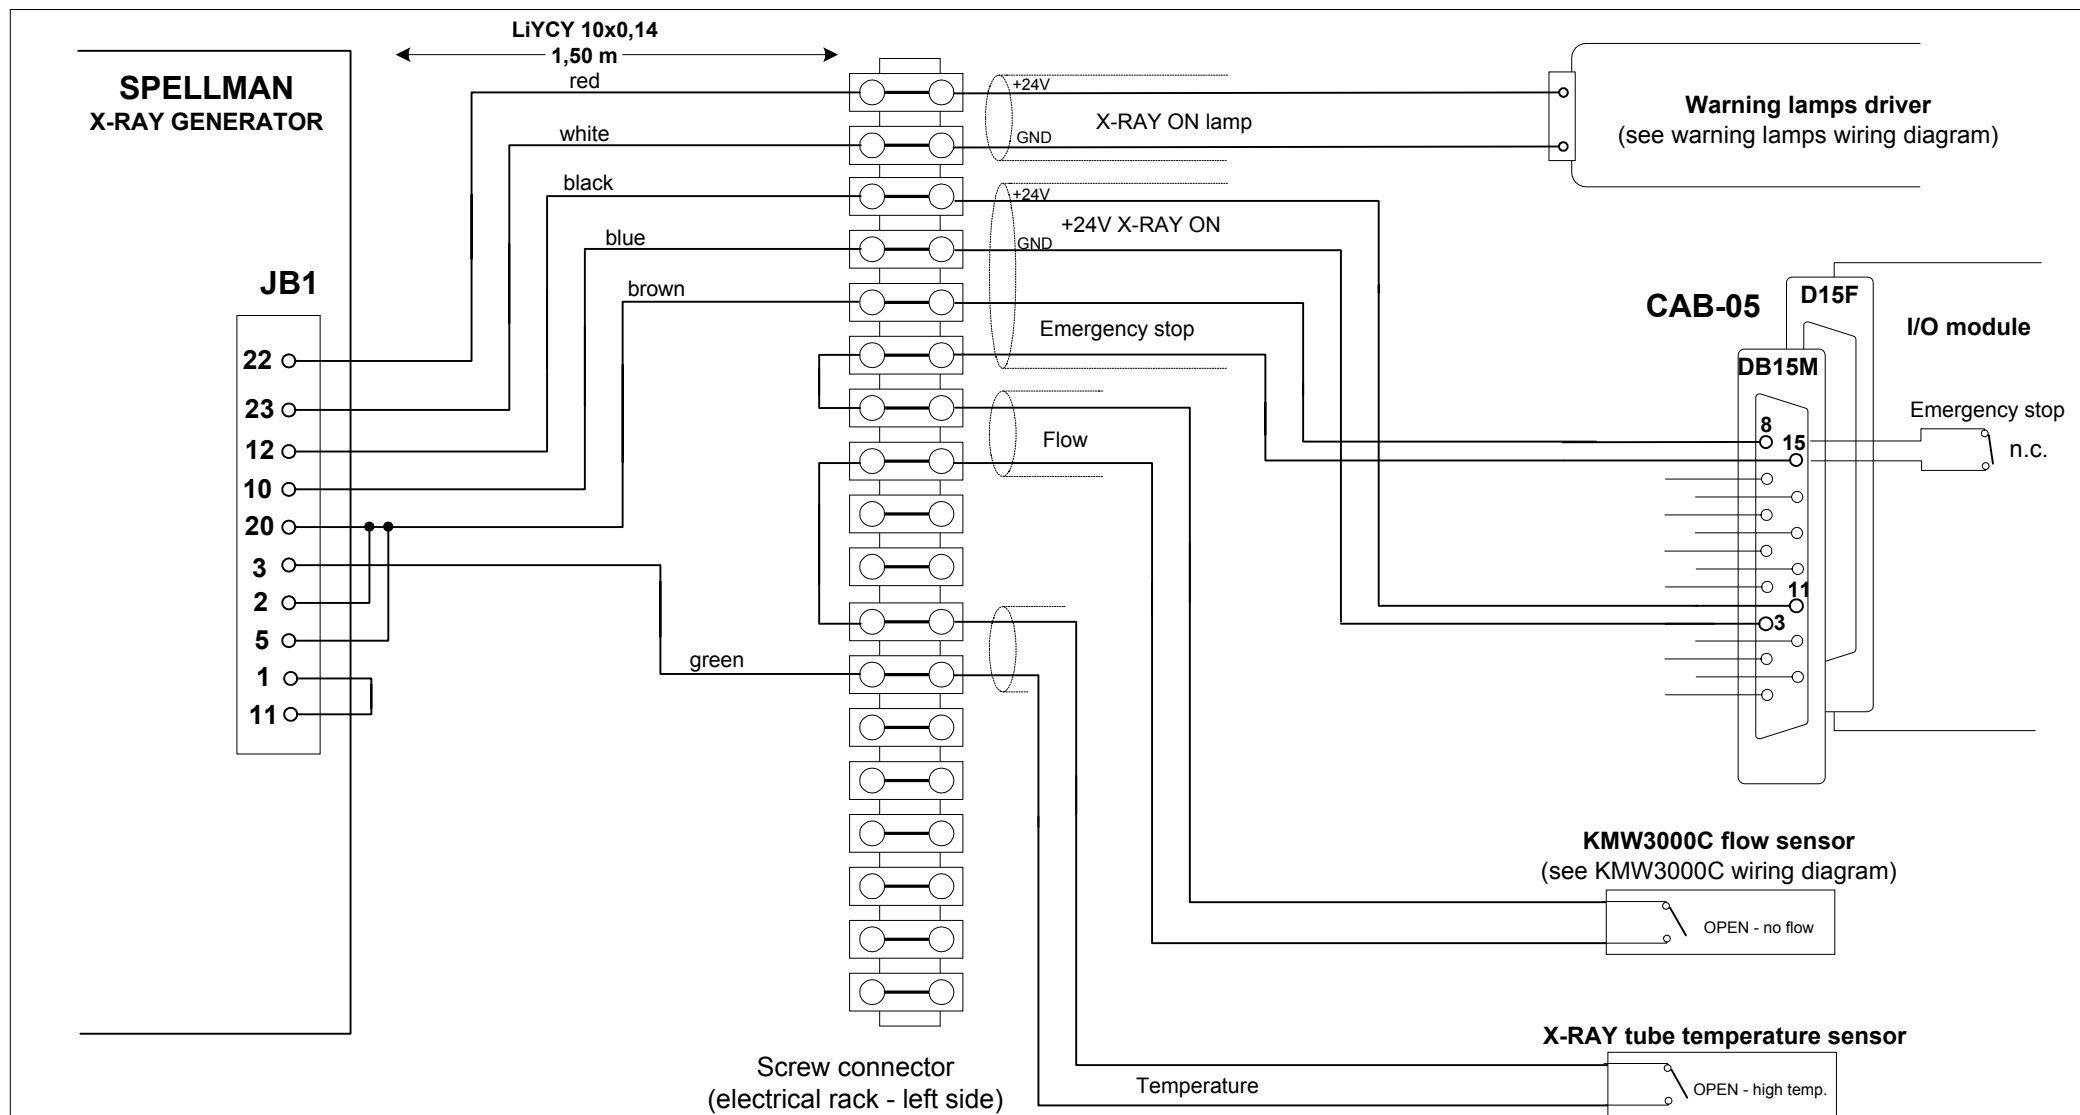 LiYCY 10x0,14
1,50 m
SPELLMAN
X-RAY GENERATOR
red
white
black
blue
brown
green
JB1
22
23
12
10
20
3
2
5
1
11
+24V
X-RAY ON lamp
GND
+24V
+24V X-RAY ON
GND
Emergency stop
Flow
Temperature
Screw connector
(electrical rack - left side)
Warning lamps driver
(see warning lamps wiring diagram)
CAB-05
D15F
I/O module
DB15M
8
15
11
3
Emergency stop
n.c.
KMW3000C flow sensor
(see KMW3000C wiring diagram)
OPEN - no flow
X-RAY tube temperature sensor
OPEN - high temp.